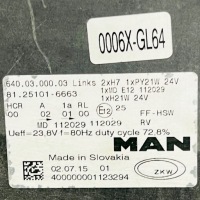 0006X-GL64
640.03.000.03 Links 2xH7 1xPY21W 24V
81.25101-6663 1xMD E12 112029
1xH21W 24V
HCR A 1a RL E12 25 FF-HSW
00 02 01 00
MD 112029 112029 RV
Ueff=23.8V f=80Hz duty cycle 72.8%
MAN
Made in Slovakia
02.07.15 01
400000001123294
ZKW